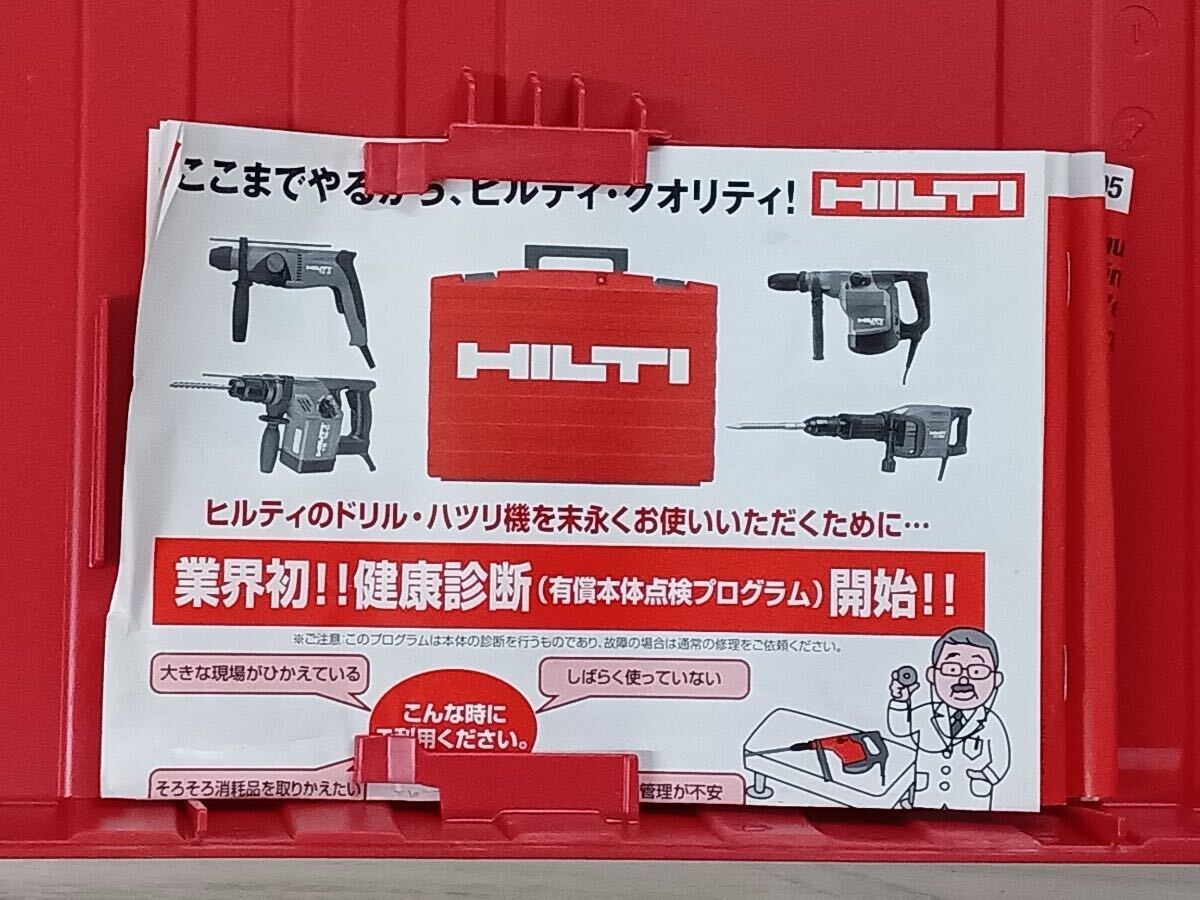 ここまでやるから、ヒルティ・クオリティ!
HILTI
HILTI
ヒルティのドリル・ハツリ機を末永くお使いいただくために…
業界初!!健康診断(有償本体点検プログラム)開始!!
※ご注意:このプログラムは本体の診断を行うものであり、故障の場合は通常の修理をご依頼ください。
大きな現場がひかえている
しばらく使っていない
こんな時に
ご利用ください。
そろそろ消耗品を取りかえたい
管理が不安